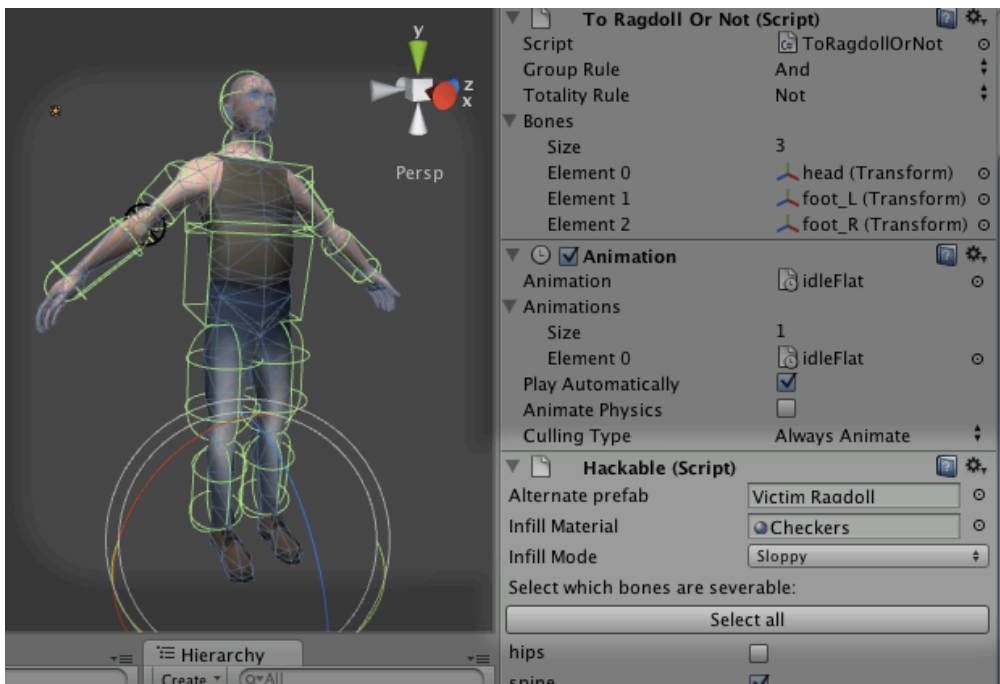 y
z
x
Persp
Hierarchy
Create
All
To Ragdoll Or Not (Script)
Script ToRagdollOrNot
Group Rule And
Totality Rule Not
Bones
Size 3
Element 0 head (Transform)
Element 1 foot_L (Transform)
Element 2 foot_R (Transform)
Animation
Animation idleFlat
Animations
Size 1
Element 0 idleFlat
Play Automatically
Animate Physics
Culling Type Always Animate
Hackable (Script)
Alternate prefab Victim Ragdoll
Infill Material Checkers
Infill Mode Sloppy
Select which bones are severable:
Select all
hips
spine